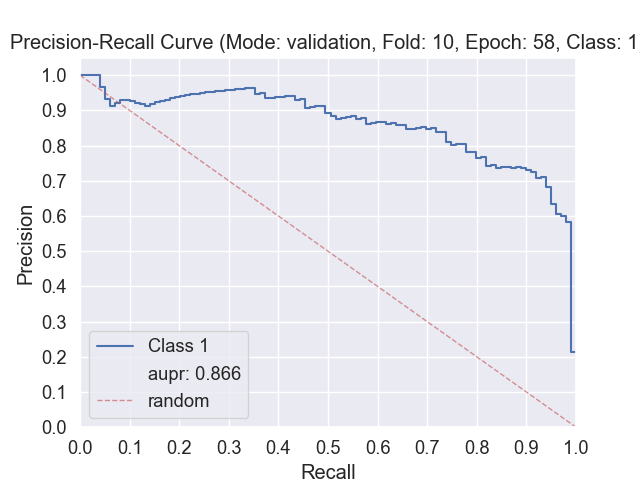 Precision-Recall Curve (Mode: validation, Fold: 10, Epoch: 58, Class: 1
1.0
0.9
0.8
0.7
0.6
0.5
0.4
0.3
0.2
0.1
0.0
Precision
Class 1
aupr: 0.866
random
0.0 0.1 0.2 0.3 0.4 0.5 0.6 0.7 0.8 0.9 1.0
Recall